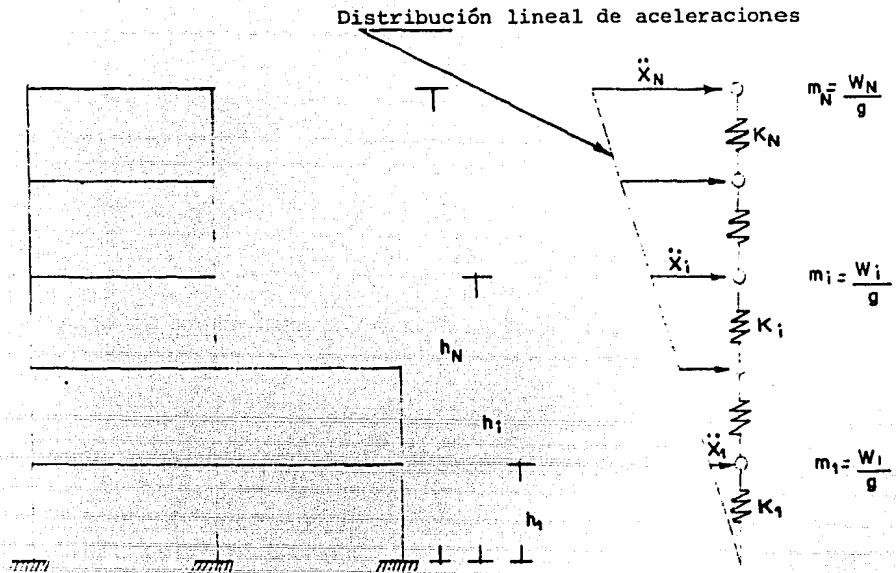 Distribución lineal de aceleraciones
Ẍ_N
m_N = W_N / g
K_N
Ẍ_i
m_i = W_i / g
K_i
h_N
h_i
Ẍ_1
m_1 = W_1 / g
K_1
h_1